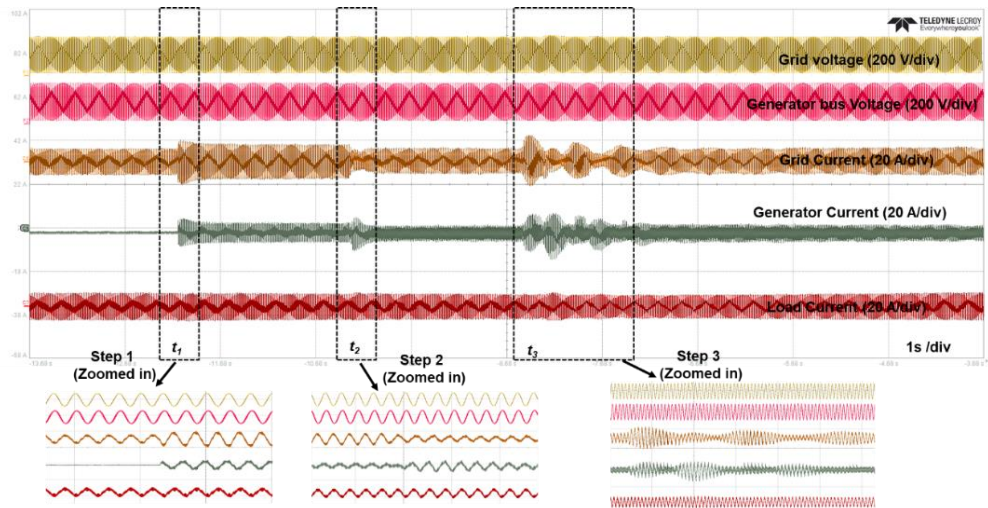 102 A
TELEDYNE LECROY
Everywhereyoulook™
Grid voltage (200 V/div)
Generator bus Voltage (200 V/div)
Grid Current (20 A/div)
Generator Current (20 A/div)
Load Current (20 A/div)
Step 1
(Zoomed in)
t1
t2
Step 2
(Zoomed in)
t3
Step 3
(Zoomed in)
1s /div